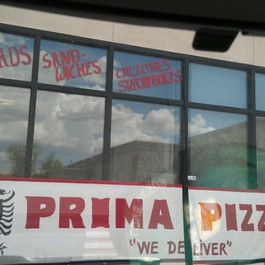 ADS
SAND-
WICHES
CALZONES
STROMBOLIS
PRIMA PIZZ
"WE DELIVER"